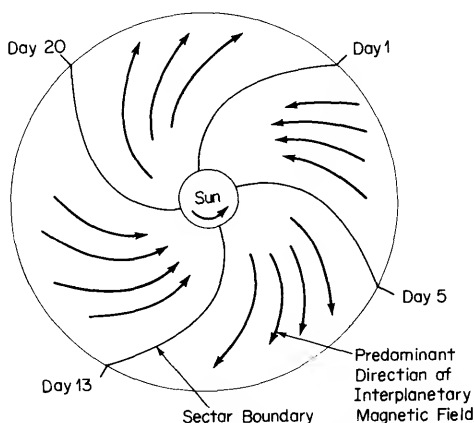 Day 20
Day 1
Sun
Day 5
Day 13
Predominant
Direction of
Interplanetary
Magnetic Field
Sector Boundary